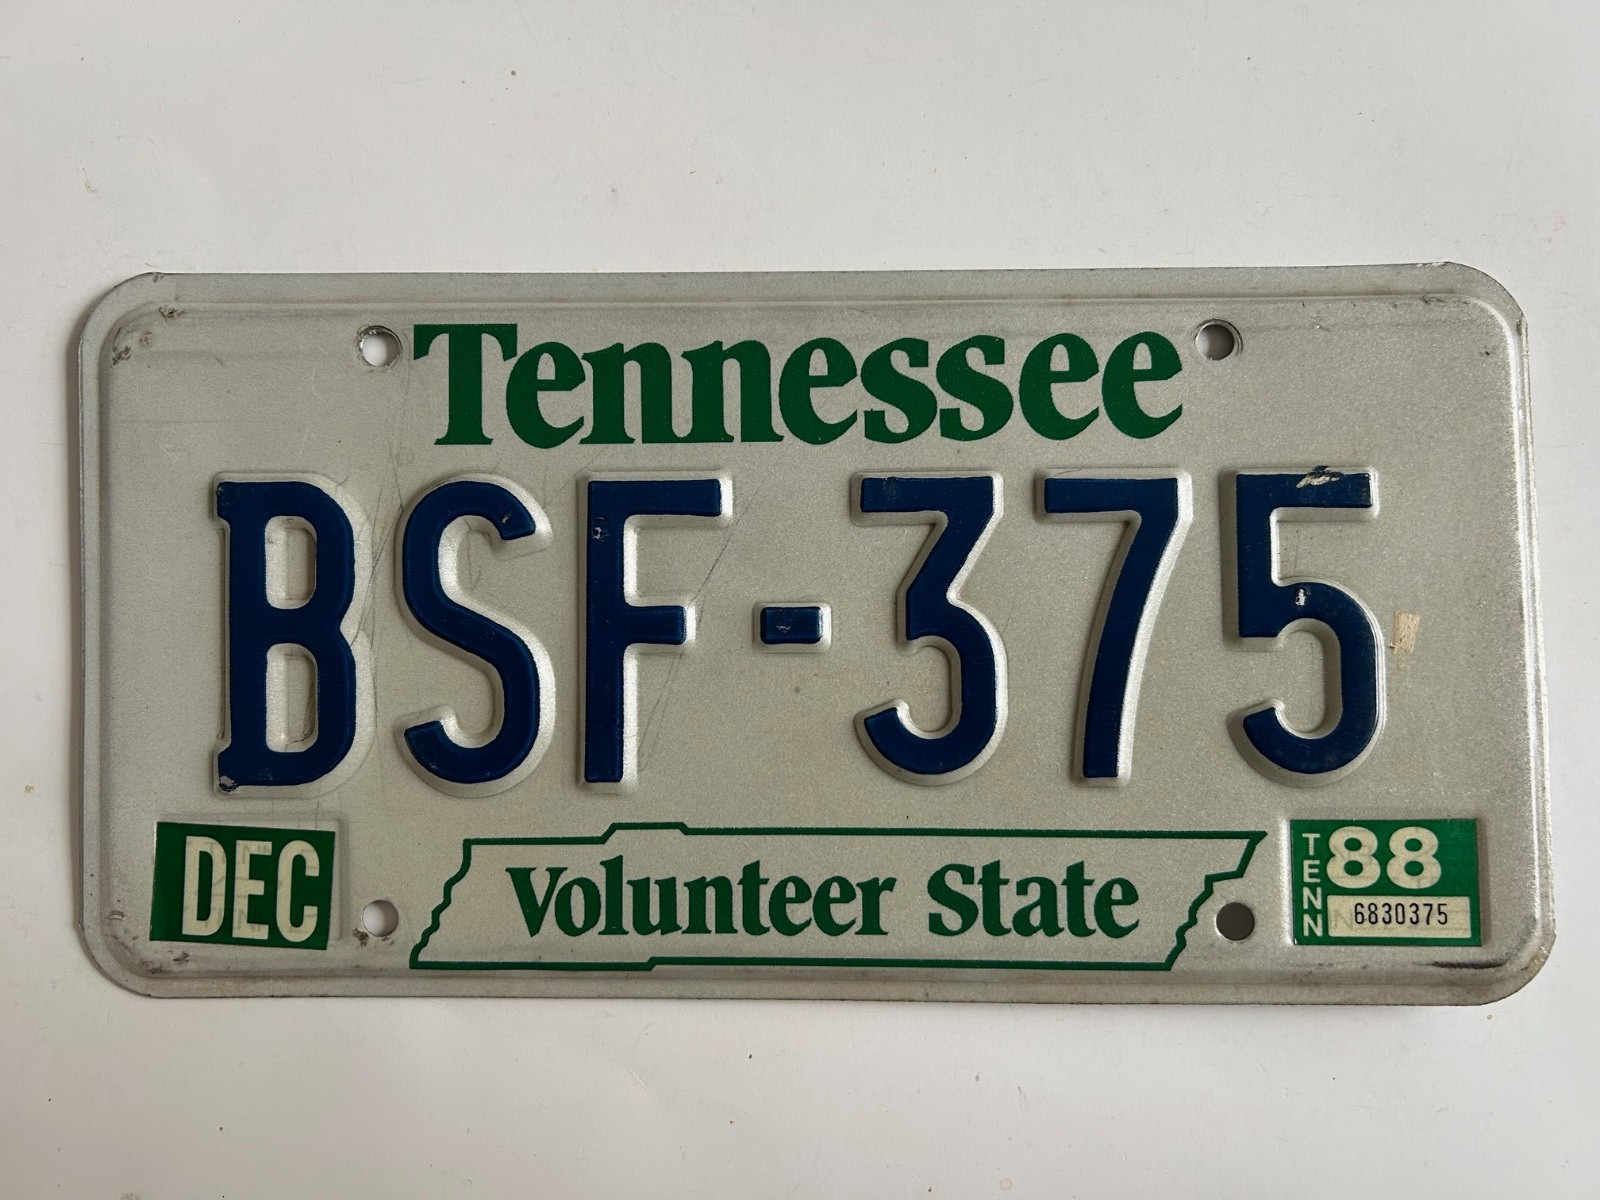 Tennessee
BSF-375
DEC
Volunteer State
TENN
88
6830375